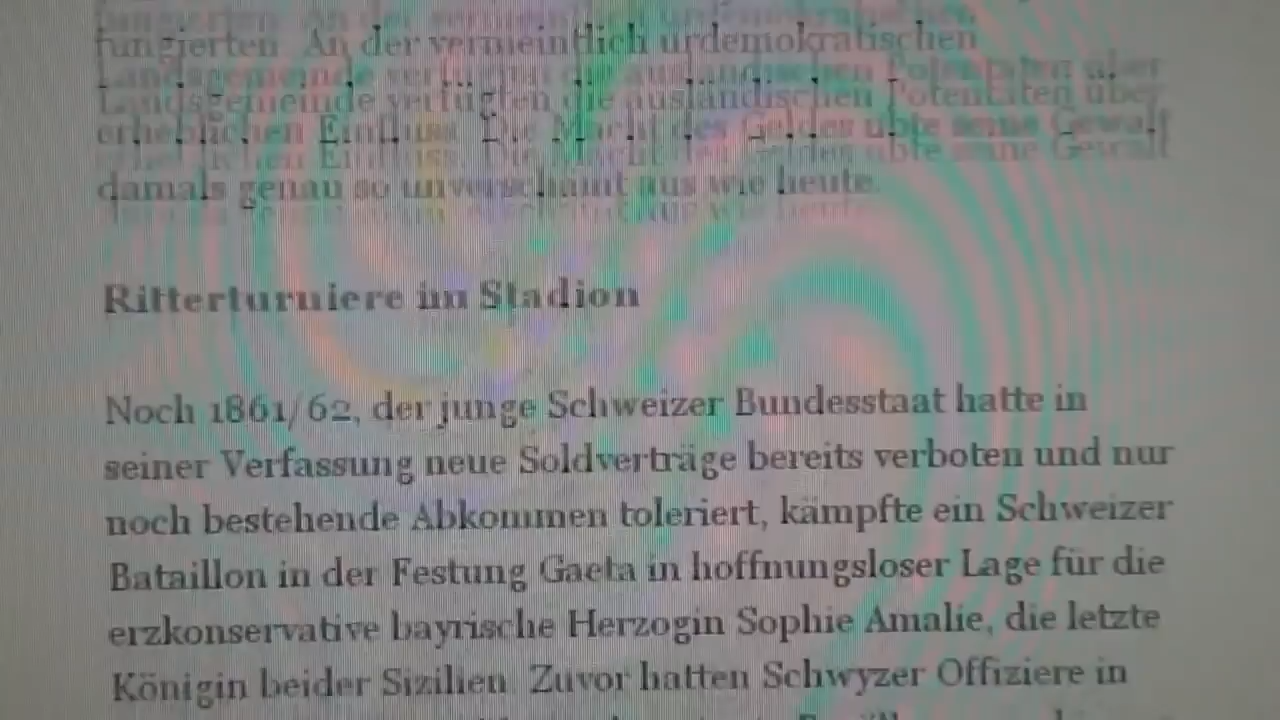 fungierten. An der vermeintlich urdemokratischen
Landsgemeinde verfügten die ausländischen Potentaten über
erheblichen Einfluss. Die Macht des Geldes übte seine Gewalt
damals genau so unverschämt aus wie heute.
Ritterturniere im Stadion
Noch 1861/62, der junge Schweizer Bundesstaat hatte in
seiner Verfassung neue Soldverträge bereits verboten und nur
noch bestehende Abkommen toleriert, kämpfte ein Schweizer
Bataillon in der Festung Gaeta in hoffnungsloser Lage für die
erzkonservative bayrische Herzogin Sophie Amalie, die letzte
Königin beider Sizilien. Zuvor hatten Schwyzer Offiziere in